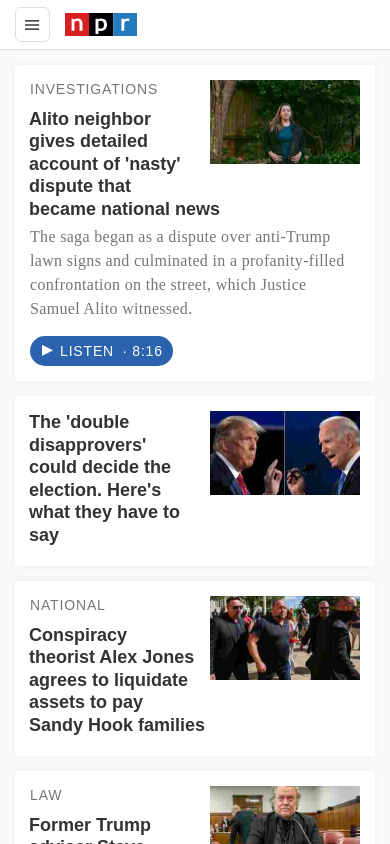 npr
INVESTIGATIONS
Alito neighbor
gives detailed
account of 'nasty'
dispute that
became national news
The saga began as a dispute over anti-Trump
lawn signs and culminated in a profanity-filled
confrontation on the street, which Justice
Samuel Alito witnessed.
LISTEN · 8:16
The 'double
disapprovers'
could decide the
election. Here's
what they have to
say
NATIONAL
Conspiracy
theorist Alex Jones
agrees to liquidate
assets to pay
Sandy Hook families
LAW
Former Trump
adviser Steve